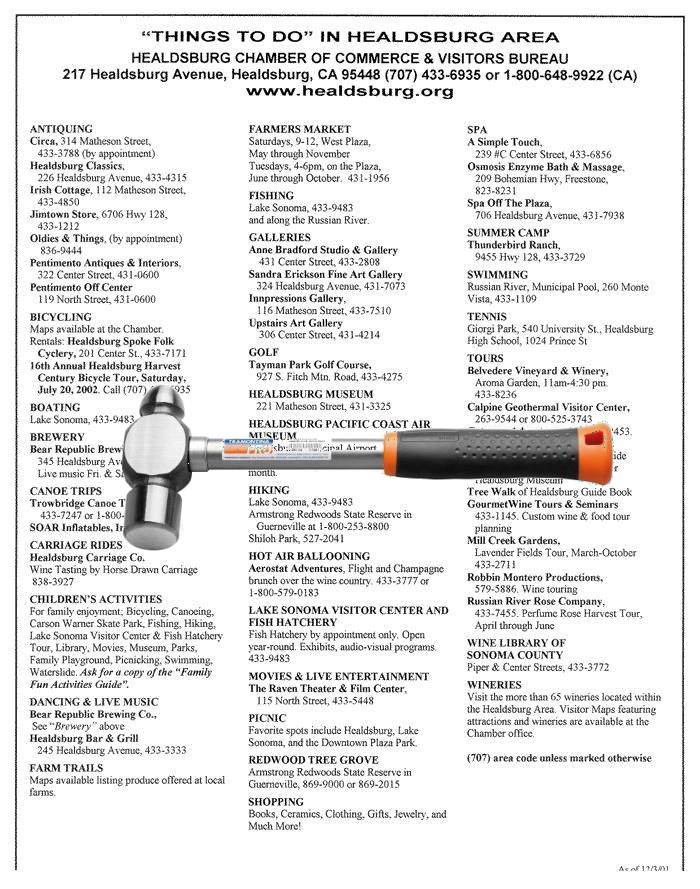 "THINGS TO DO" IN HEALDSBURG AREA
HEALDSBURG CHAMBER OF COMMERCE & VISITORS BUREAU
217 Healdsburg Avenue, Healdsburg, CA 95448 (707) 433-6935 or 1-800-648-9922 (CA)
www.healdsburg.org
ANTIQUING
Circa, 314 Matheson Street,
433-3788 (by appointment)
Healdsburg Classics,
226 Healdsburg Avenue, 433-4315
Irish Cottage, 112 Matheson Street,
433-4850
Jimtown Store, 6706 Hwy 128,
433-1212
Oldies & Things, (by appointment)
836-9444
Pentimento Antiques & Interiors,
322 Center Street, 431-0600
Pentimento Off Center
119 North Street, 431-0600
BICYCLING
Maps available at the Chamber.
Rentals: Healdsburg Spoke Folk
Cyclery, 201 Center St., 433-7171
16th Annual Healdsburg Harvest
Century Bicycle Tour, Saturday,
July 20, 2002. Call (707) 6935
BOATING
Lake Sonoma, 433-9483
BREWERY
Bear Republic Brew
345 Healdsburg Av
Live music Fri. & Sa
CANOE TRIPS
Trowbridge Canoe T
433-7247 or 1-800-
SOAR Inflatables, In
CARRIAGE RIDES
Healdsburg Carriage Co.
Wine Tasting by Horse Drawn Carriage
838-3927
CHILDREN'S ACTIVITIES
For family enjoyment; Bicycling, Canoeing,
Carson Warner Skate Park, Fishing, Hiking,
Lake Sonoma Visitor Center & Fish Hatchery
Tour, Library, Movies, Museum, Parks,
Family Playground, Picnicking, Swimming,
Waterslide. Ask for a copy of the "Family
Fun Activities Guide".
DANCING & LIVE MUSIC
Bear Republic Brewing Co.,
See "Brewery" above
Healdsburg Bar & Grill
245 Healdsburg Avenue, 433-3333
FARM TRAILS
Maps available listing produce offered at local
farms.
FARMERS MARKET
Saturdays, 9-12, West Plaza,
May through November
Tuesdays, 4-6pm, on the Plaza,
June through October. 431-1956
FISHING
Lake Sonoma, 433-9483
and along the Russian River.
GALLERIES
Anne Bradford Studio & Gallery
431 Center Street, 433-2808
Sandra Erickson Fine Art Gallery
324 Healdsburg Avenue, 431-7073
Innpressions Gallery,
116 Matheson Street, 433-7510
Upstairs Art Gallery
306 Center Street, 431-4214
GOLF
Tayman Park Golf Course,
927 S. Fitch Mtn. Road, 433-4275
HEALDSBURG MUSEUM
221 Matheson Street, 431-3325
HEALDSBURG PACIFIC COAST AIR
MUSEUM
Airport
month.
TRAMONTINA
PRO
HIKING
Lake Sonoma, 433-9483
Armstrong Redwoods State Reserve in
Guerneville at 1-800-253-8800
Shiloh Park, 527-2041
HOT AIR BALLOONING
Aerostat Adventures, Flight and Champagne
brunch over the wine country. 433-3777 or
1-800-579-0183
LAKE SONOMA VISITOR CENTER AND
FISH HATCHERY
Fish Hatchery by appointment only. Open
year-round. Exhibits, audio-visual programs.
433-9483
MOVIES & LIVE ENTERTAINMENT
The Raven Theater & Film Center,
115 North Street, 433-5448
PICNIC
Favorite spots include Healdsburg, Lake
Sonoma, and the Downtown Plaza Park.
REDWOOD TREE GROVE
Armstrong Redwoods State Reserve in
Guerneville, 869-9000 or 869-2015
SHOPPING
Books, Ceramics, Clothing, Gifts, Jewelry, and
Much More!
SPA
A Simple Touch,
239 #C Center Street, 433-6856
Osmosis Enzyme Bath & Massage,
209 Bohemian Hwy, Freestone,
823-8231
Spa Off The Plaza,
706 Healdsburg Avenue, 431-7938
SUMMER CAMP
Thunderbird Ranch,
9455 Hwy 128, 433-3729
SWIMMING
Russian River, Municipal Pool, 260 Monte
Vista, 433-1109
TENNIS
Giorgi Park, 540 University St., Healdsburg
High School, 1024 Prince St
TOURS
Belvedere Vineyard & Winery,
Aroma Garden, 11am-4:30 pm.
433-8236
Calpine Geothermal Visitor Center,
263-9544 or 800-525-3743
453.
ide
r
Healdsburg Museum
Tree Walk of Healdsburg Guide Book
GourmetWine Tours & Seminars
433-1145. Custom wine & food tour
planning
Mill Creek Gardens,
Lavender Fields Tour, March-October
433-2711
Robbin Montero Productions,
579-5886. Wine touring
Russian River Rose Company,
433-7455. Perfume Rose Harvest Tour,
April through June
WINE LIBRARY OF
SONOMA COUNTY
Piper & Center Streets, 433-3772
WINERIES
Visit the more than 65 wineries located within
the Healdsburg Area. Visitor Maps featuring
attractions and wineries are available at the
Chamber office.
(707) area code unless marked otherwise
As of 12/3/01